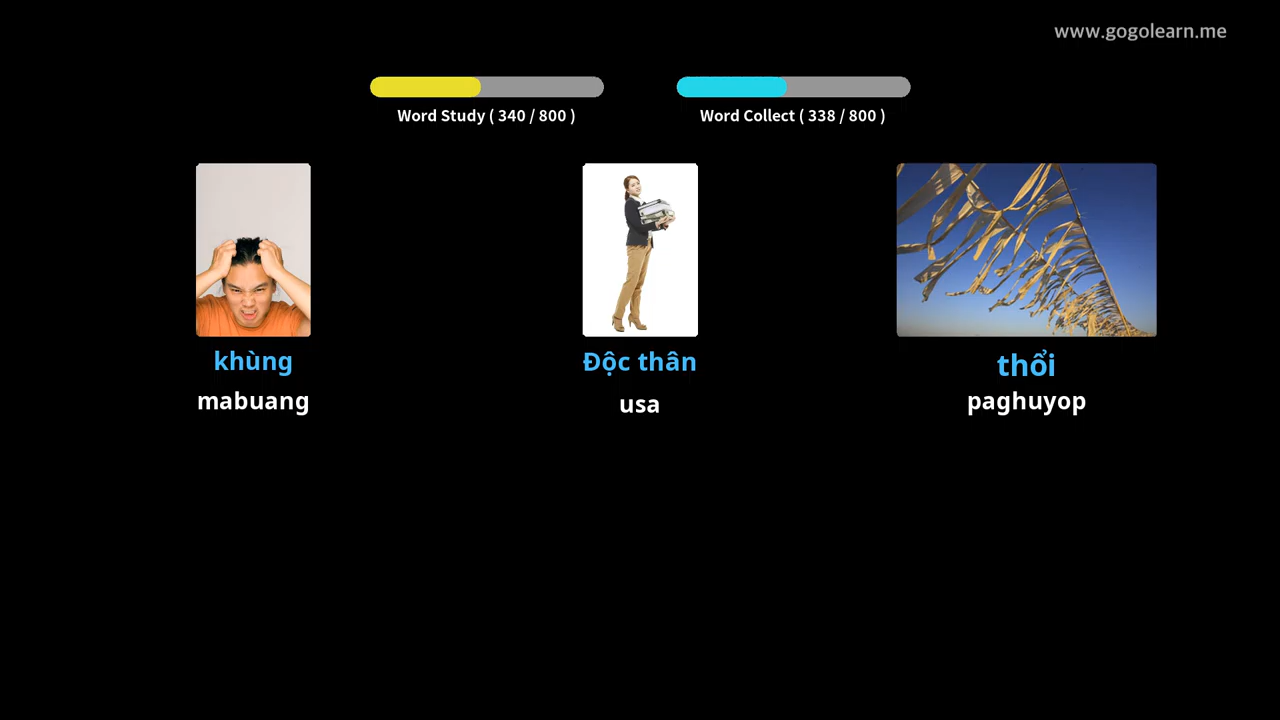 www.gogolearn.me
Word Study ( 340 / 800 )
Word Collect ( 338 / 800 )
khùng
Độc thân
thổi
mabuang
usa
paghuyop